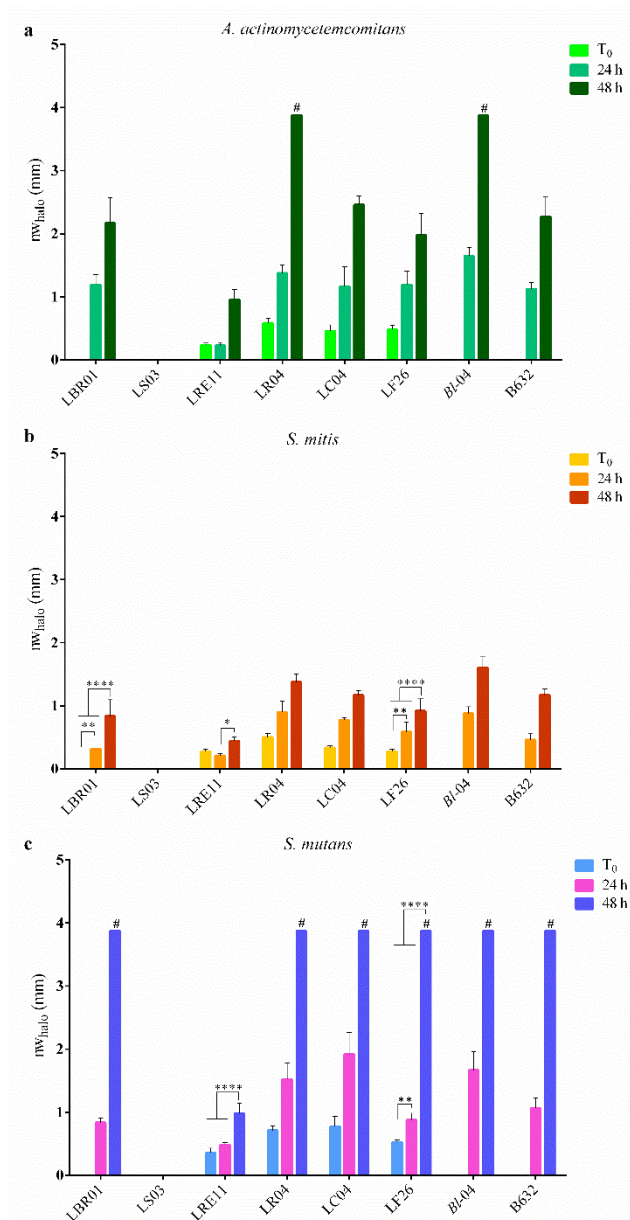 a
A. actinomycetemcomitans
T0
24 h
48 h
nwhalo (mm)
5
4
3
2
1
0
# #
LBR01 LS03 LRE11 LR04 LC04 LF26 Bl-04 B632
b
S. mitis
T0
24 h
48 h
nwhalo (mm)
5
4
3
2
1
0
**** ** * **** **
LBR01 LS03 LRE11 LR04 LC04 LF26 Bl-04 B632
c
S. mutans
T0
24 h
48 h
nwhalo (mm)
5
4
3
2
1
0
# # # **** # # #
**** **
LBR01 LS03 LRE11 LR04 LC04 LF26 Bl-04 B632